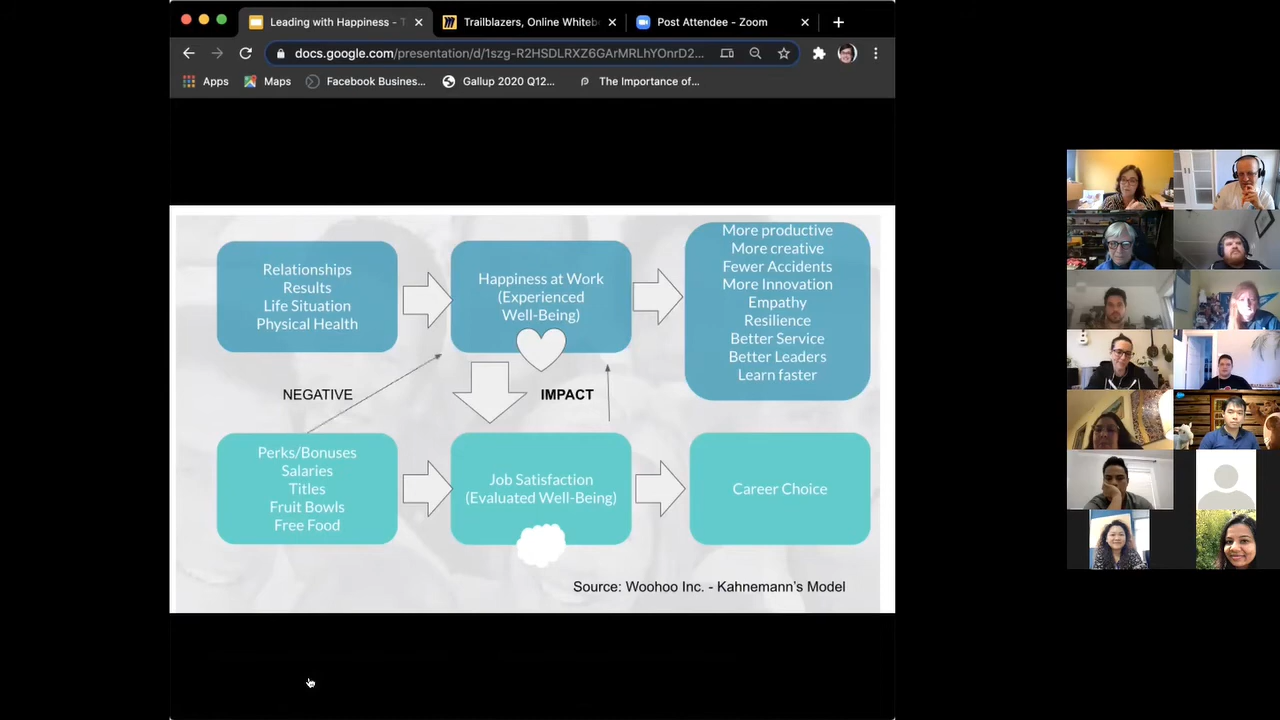 Leading with Happiness - T
Trailblazers, Online Whitebo
Post Attendee - Zoom
docs.google.com/presentation/d/1szg-R2HSDLRXZ6GArMRLhYOnrD2...
Apps
Maps
Facebook Busines...
Gallup 2020 Q12...
The Importance of...
Relationships
Results
Life Situation
Physical Health
Happiness at Work
(Experienced
Well-Being)
More productive
More creative
Fewer Accidents
More Innovation
Empathy
Resilience
Better Service
Better Leaders
Learn faster
NEGATIVE
IMPACT
Perks/Bonuses
Salaries
Titles
Fruit Bowls
Free Food
Job Satisfaction
(Evaluated Well-Being)
Career Choice
Source: Woohoo Inc. - Kahnemann's Model